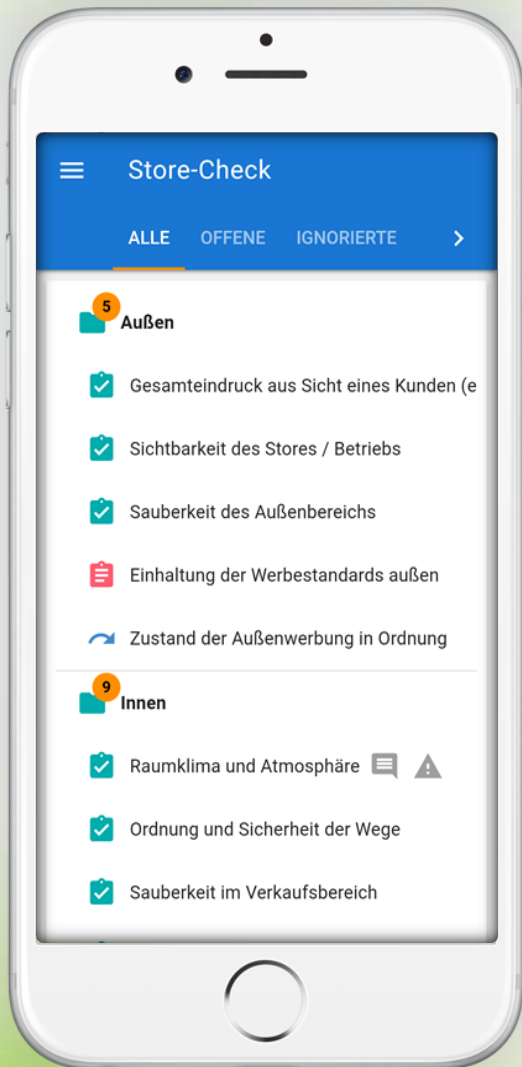 Store-Check
ALLE OFFENE IGNORIERTE
5
Außen
Gesamteindruck aus Sicht eines Kunden (e
Sichtbarkeit des Stores / Betriebs
Sauberkeit des Außenbereichs
Einhaltung der Werbestandards außen
Zustand der Außenwerbung in Ordnung
9
Innen
Raumklima und Atmosphäre
Ordnung und Sicherheit der Wege
Sauberkeit im Verkaufsbereich